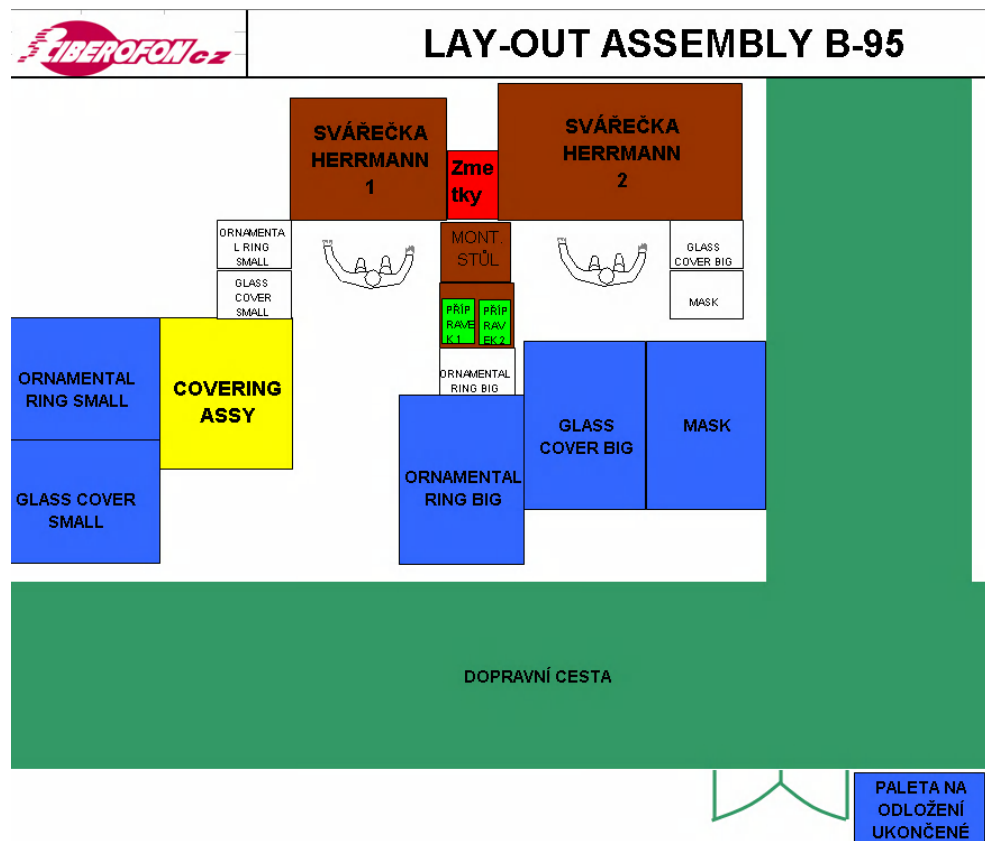 LIBEROFON.CZ
LAY-OUT ASSEMBLY B-95
SVÁŘEČKA
HERRMANN
1
Zme
tky
SVÁŘEČKA
HERRMANN
2
ORNAMENTA
L RING
SMALL
GLASS
COVER
SMALL
MONT.
STŮL
GLASS
COVER BIG
MASK
PŘÍP
RAVE
K 1
PŘÍP
RAV
EK 2
ORNAMENTAL
RING BIG
ORNAMENTAL
RING SMALL
COVERING
ASSY
GLASS COVER
SMALL
ORNAMENTAL
RING BIG
GLASS
COVER BIG
MASK
DOPRAVNÍ CESTA
PALETA NA
ODLOŽENÍ
UKONČENÉ